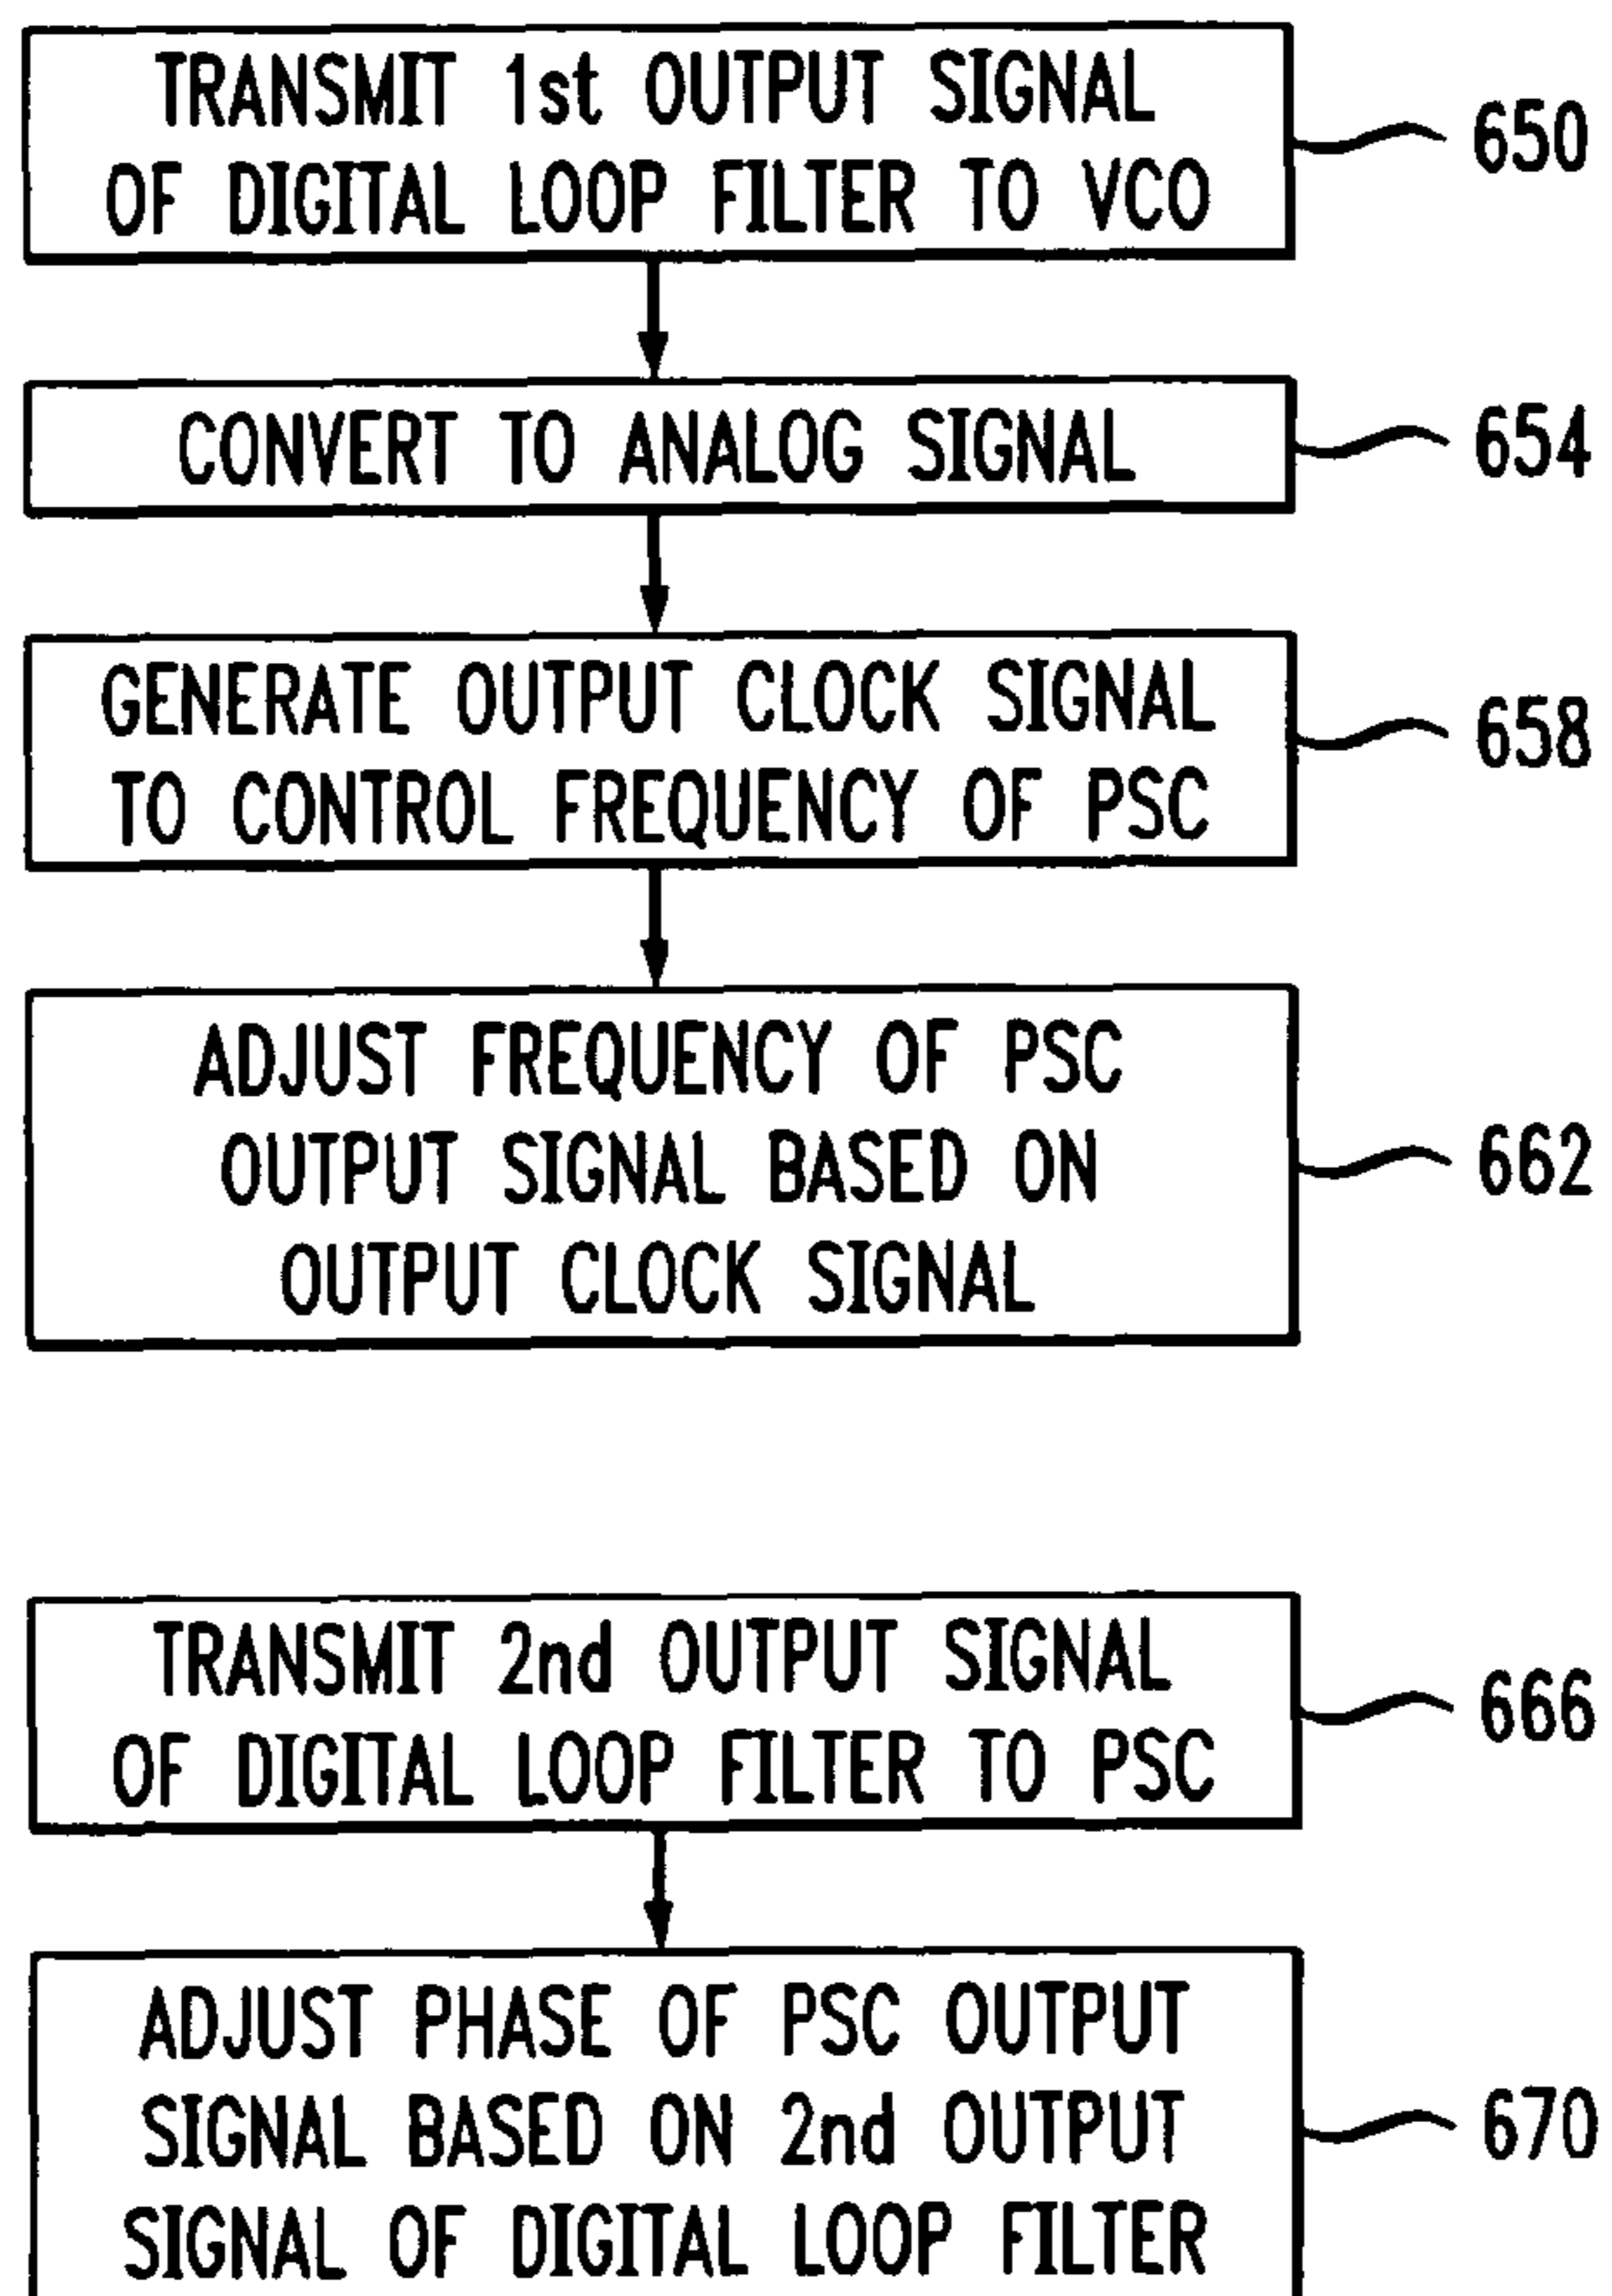 TRANSMIT 1st OUTPUT SIGNAL
OF DIGITAL LOOP FILTER TO VCO
650
CONVERT TO ANALOG SIGNAL
654
GENERATE OUTPUT CLOCK SIGNAL
TO CONTROL FREQUENCY OF PSC
658
ADJUST FREQUENCY OF PSC
OUTPUT SIGNAL BASED ON
OUTPUT CLOCK SIGNAL
662
TRANSMIT 2nd OUTPUT SIGNAL
OF DIGITAL LOOP FILTER TO PSC
666
ADJUST PHASE OF PSC OUTPUT
SIGNAL BASED ON 2nd OUTPUT
SIGNAL OF DIGITAL LOOP FILTER
670